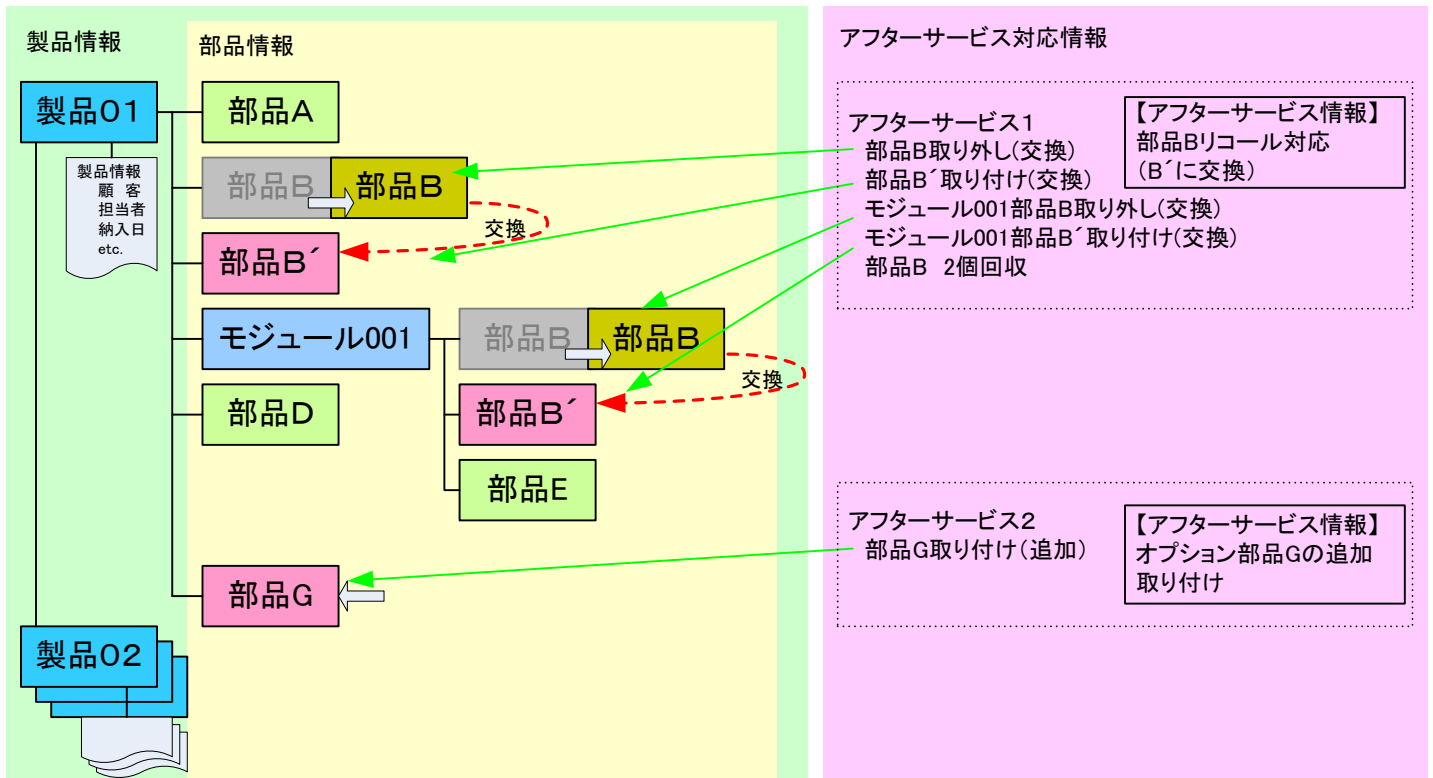 製品情報
部品情報
アフターサービス対応情報
製品01
部品A
部品B
部品B
交換
部品B´
製品情報
顧 客
担当者
納入日
etc.
モジュール001
部品B
部品B
交換
部品B´
部品D
部品E
部品G
製品02
アフターサービス1
部品B取り外し(交換)
部品B´取り付け(交換)
モジュール001部品B取り外し(交換)
モジュール001部品B´取り付け(交換)
部品B 2個回収
【アフターサービス情報】
部品Bリコール対応
(B´に交換)
アフターサービス2
部品G取り付け(追加)
【アフターサービス情報】
オプション部品Gの追加
取り付け